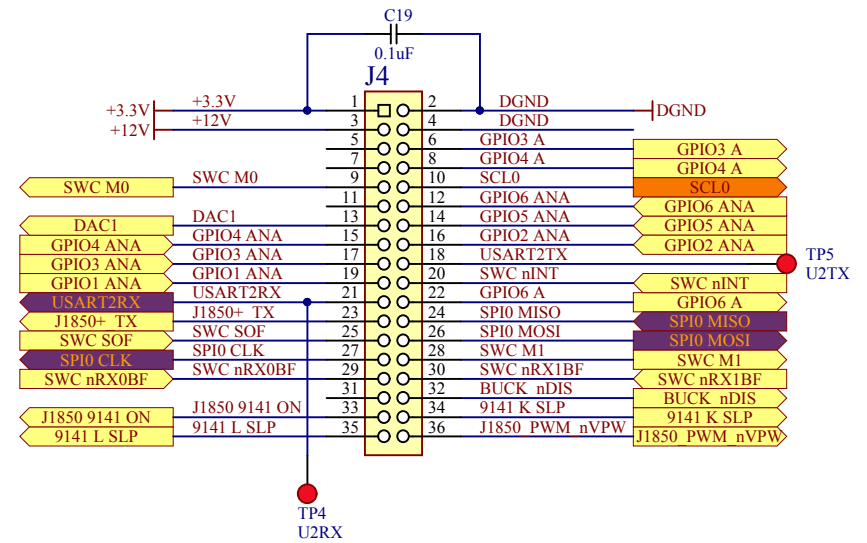 C19
0.1uF
J4
+3.3V +3.3V 1 2 DGND DGND
+12V +12V 3 4 DGND
5 6 GPIO3 A GPIO3 A
7 8 GPIO4 A GPIO4 A
SWC M0 SWC M0 9 10 SCL0 SCL0
11 12 GPIO6 ANA GPIO6 ANA
DAC1 DAC1 13 14 GPIO5 ANA GPIO5 ANA
GPIO4 ANA GPIO4 ANA 15 16 GPIO2 ANA GPIO2 ANA
GPIO3 ANA GPIO3 ANA 17 18 USART2TX TP5
U2TX
GPIO1 ANA GPIO1 ANA 19 20 SWC nINT SWC nINT
USART2RX USART2RX 21 22 GPIO6 A GPIO6 A
J1850+_TX J1850+_TX 23 24 SPI0 MISO SPI0 MISO
SWC SOF SWC SOF 25 26 SPI0 MOSI SPI0 MOSI
SPI0 CLK SPI0 CLK 27 28 SWC M1 SWC M1
SWC nRX0BF SWC nRX0BF 29 30 SWC nRX1BF SWC nRX1BF
31 32 BUCK_nDIS BUCK_nDIS
J1850 9141 ON J1850 9141 ON 33 34 9141 K SLP 9141 K SLP
9141 L SLP 9141 L SLP 35 36 J1850_PWM_nVPW J1850_PWM_nVPW
TP4
U2RX